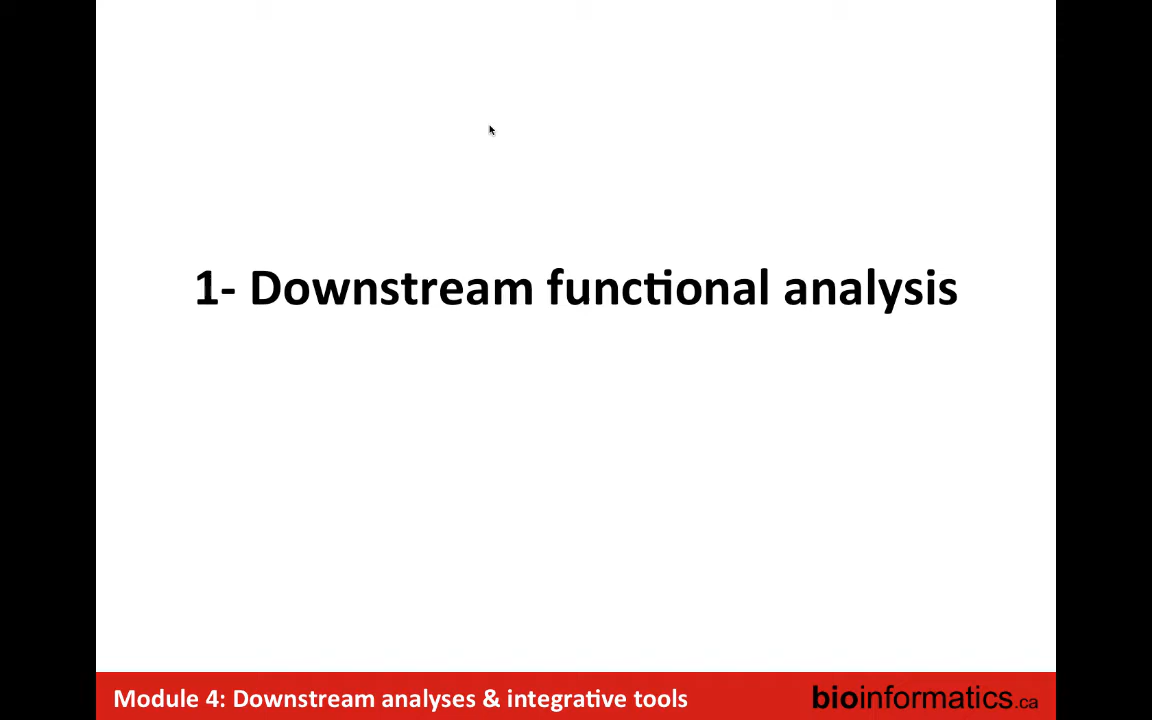 1- Downstream functional analysis
Module 4: Downstream analyses & integrative tools
bioinformatics.ca